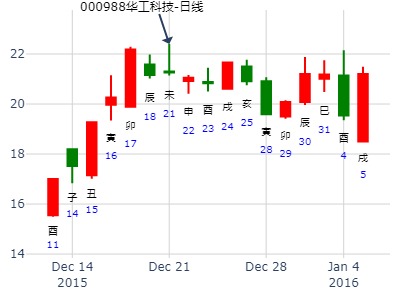 000988华工科技-日线
22
20
18
16
14
酉
11
子
14
丑
15
寅
16
卯
17
辰
18
未
21
申
22
酉
23
戌
24
亥
25
寅
28
卯
29
辰
30
巳
31
酉
4
戌
5
Dec 14
2015
Dec 21
Dec 28
Jan 4
2016